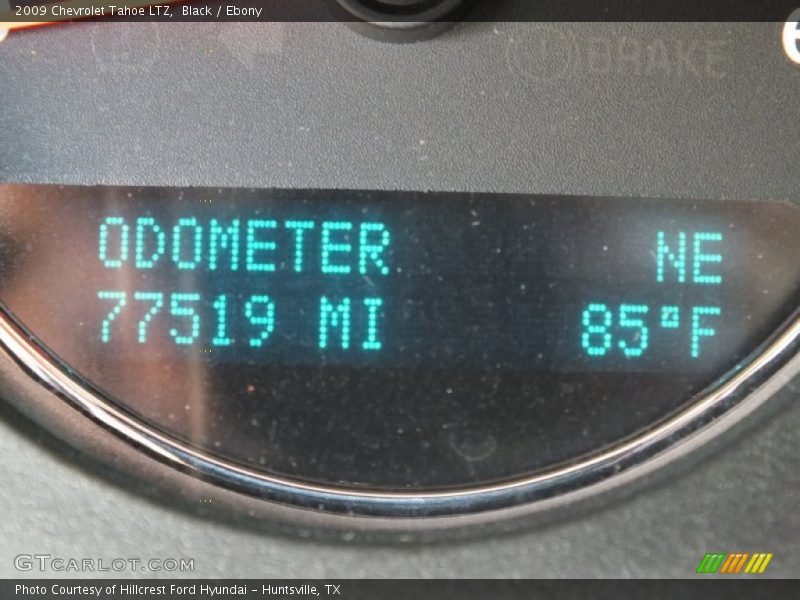 2009 Chevrolet Tahoe LTZ, Black / Ebony
BRAKE
ODOMETER NE
77519 MI 85°F
GTCARLOT.COM
Photo Courtesy of Hillcrest Ford Hyundai - Huntsville, TX